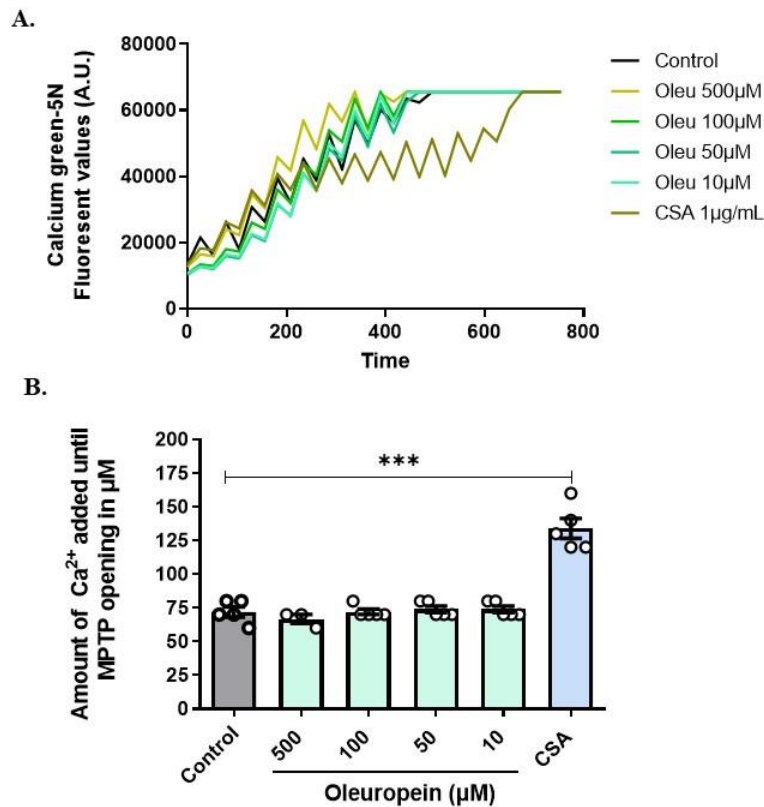 A.
80000
60000
40000
20000
0
Calcium green-5N
Fluoresent values (A.U.)
0 200 400 600 800
Time
Control
Oleu 500µM
Oleu 100µM
Oleu 50µM
Oleu 10µM
CSA 1µg/mL
B.
200
175
150
125
100
75
50
25
0
Amount of Ca²⁺ added until
MPTP opening in µM
***
Control 500 100 50 10 CSA
Oleuropein (µM)